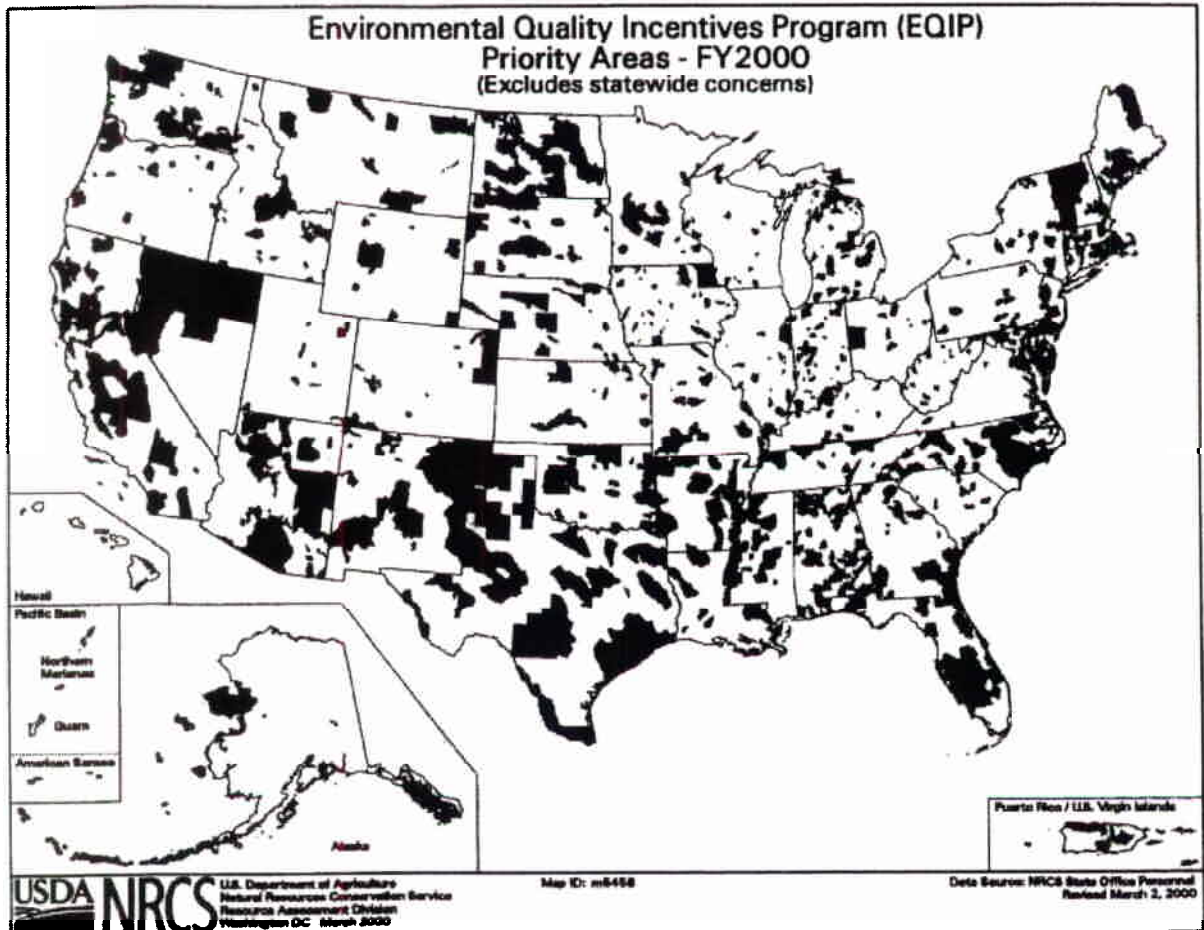 Environmental Quality Incentives Program (EQIP)
Priority Areas - FY2000
(Excludes statewide concerns)
Hawaii
Pacific Basin
Northern
Marianas
Guam
American Samoa
Alaska
Puerto Rico / U.S. Virgin Islands
USDA NRCS
U.S. Department of Agriculture
Natural Resources Conservation Service
Resource Assessment Division
Washington DC March 2000
Map ID: m5458
Data Source: NRCS State Office Personnel
Revised March 2, 2000